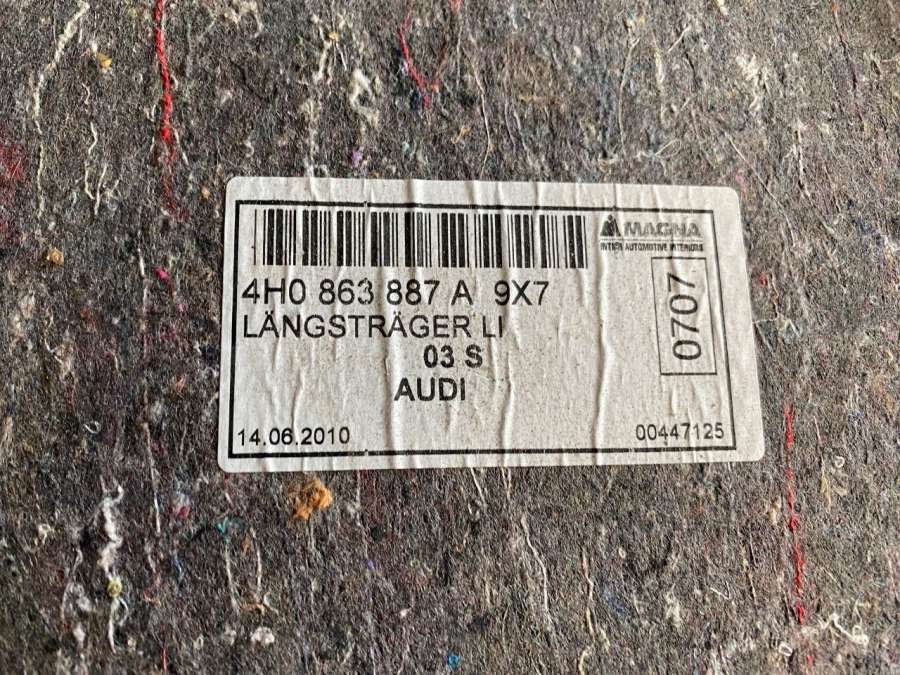 MAGNA
INTIER AUTOMOTIVE INTERIORS
4H0 863 887 A 9X7
LÄNGSTRÄGER LI
03 S
AUDI
0707
14.06.2010
00447125